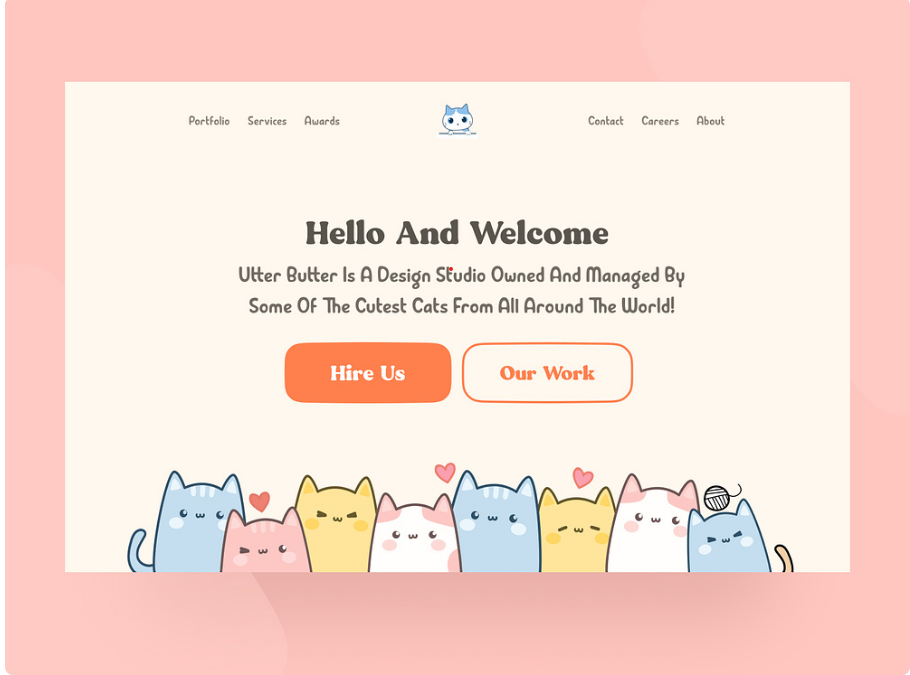 Portfolio Services Awards Contact Careers About
Hello And Welcome
Utter Butter Is A Design Studio Owned And Managed By
Some Of The Cutest Cats From All Around The World!
Hire Us Our Work